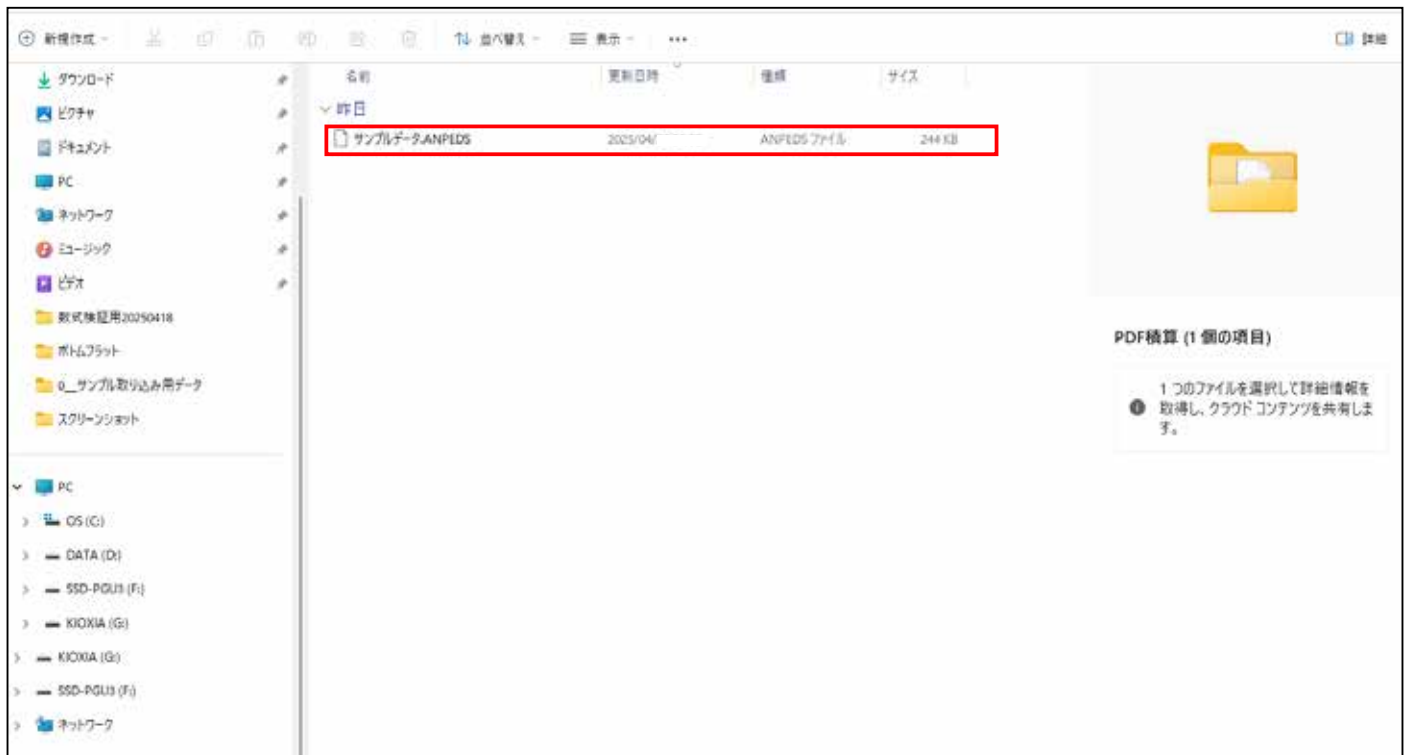 新規作成
並べ替え
表示
...
詳細
ダウンロード
ピクチャ
ドキュメント
PC
ネットワーク
ミュージック
ビデオ
数式検証用20250418
ボトムフラット
0__サンプル取り込み用データ
スクリーンショット
PC
OS (C:)
DATA (D:)
SSD-PGU3 (F:)
KIOXIA (G:)
KIOXIA (G:)
SSD-PGU3 (F:)
ネットワーク
名前 更新日時 種類 サイズ
昨日
サンプルデータ.ANPEDS 2025/04/ ANPEDS ファイル 244 KB
PDF積算 (1 個の項目)
1 つのファイルを選択して詳細情報を
取得し、クラウド コンテンツを共有しま
す。